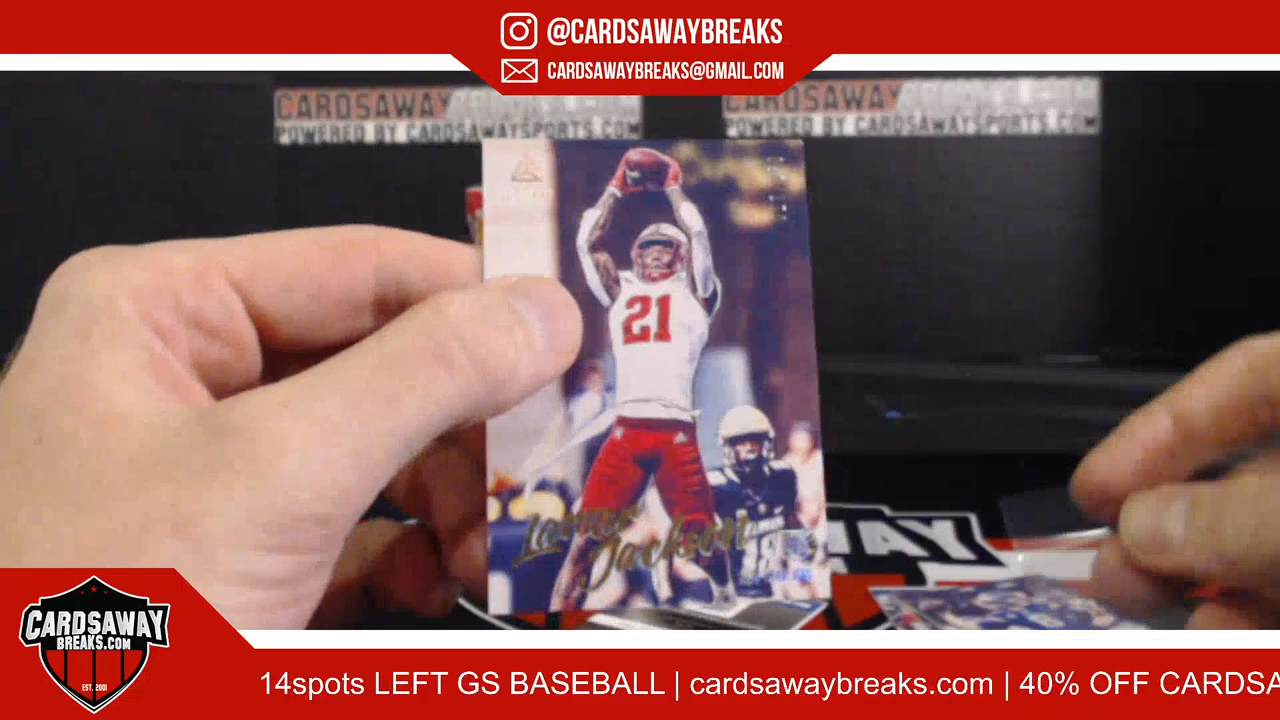 @CARDSAWAYBREAKS
CARDSAWAYBREAKS@GMAIL.COM
CARDSAWAY
POWERED BY CARDSAWAYSPORTS.COM
CARDSAWAY
POWERED BY CARDSAWAYSPORTS.COM
21
Lamar
Jackson
AWAY
CARDSAWAY
BREAKS.COM
EST. 2001
14spots LEFT GS BASEBALL | cardsawaybreaks.com | 40% OFF CARDSA